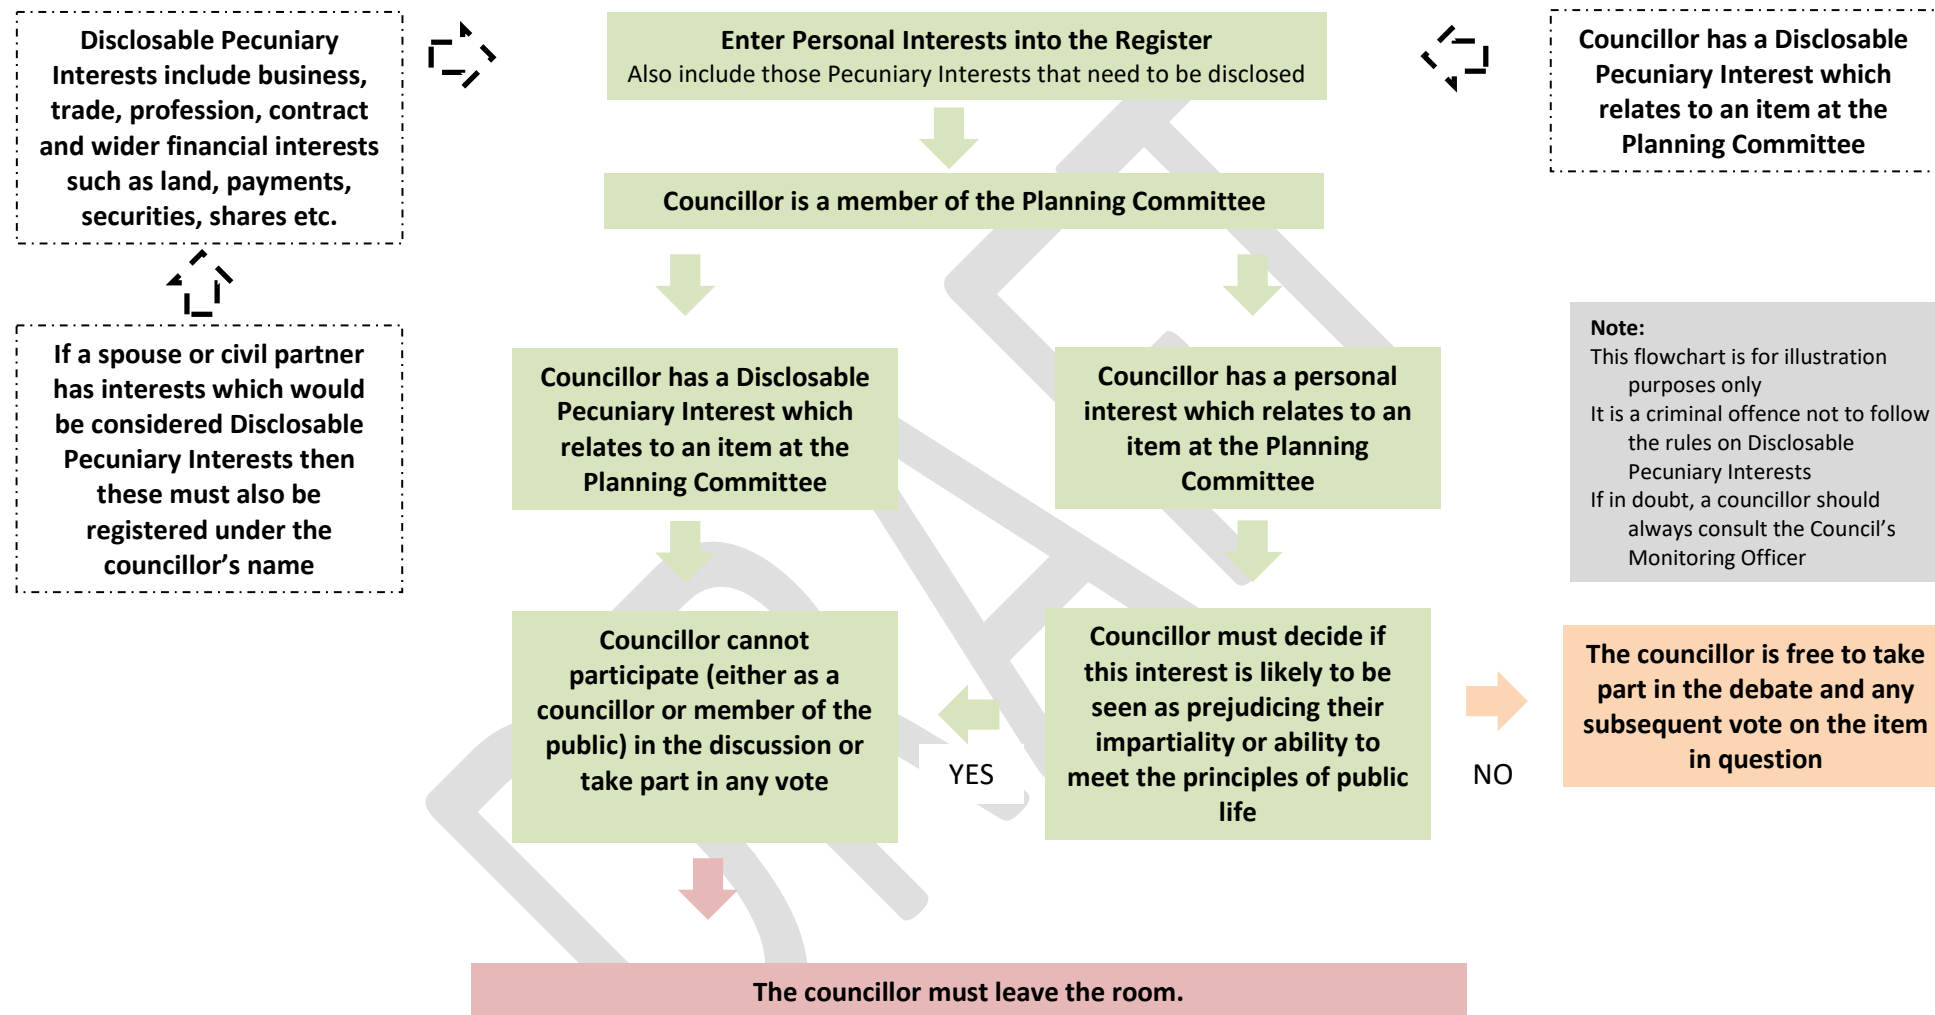 Disclosable Pecuniary
Interests include business,
trade, profession, contract
and wider financial interests
such as land, payments,
securities, shares etc.
Enter Personal Interests into the Register
Also include those Pecuniary Interests that need to be disclosed
Councillor has a Disclosable
Pecuniary Interest which
relates to an item at the
Planning Committee
Councillor is a member of the Planning Committee
If a spouse or civil partner
has interests which would
be considered Disclosable
Pecuniary Interests then
these must also be
registered under the
councillor’s name
Councillor has a Disclosable
Pecuniary Interest which
relates to an item at the
Planning Committee
Councillor has a personal
interest which relates to an
item at the Planning
Committee
Note:
This flowchart is for illustration
purposes only
It is a criminal offence not to follow
the rules on Disclosable
Pecuniary Interests
If in doubt, a councillor should
always consult the Council’s
Monitoring Officer
Councillor cannot
participate (either as a
councillor or member of the
public) in the discussion or
take part in any vote
YES
Councillor must decide if
this interest is likely to be
seen as prejudicing their
impartiality or ability to
meet the principles of public
life
NO
The councillor is free to take
part in the debate and any
subsequent vote on the item
in question
The councillor must leave the room.
DRAFT